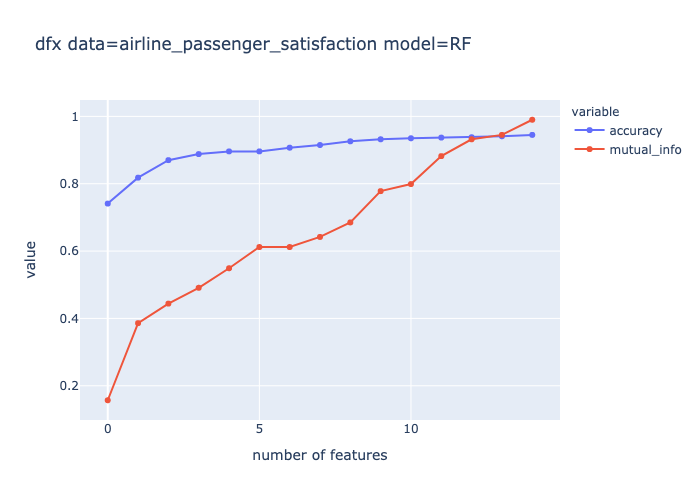 dfx data=airline_passenger_satisfaction model=RF
variable
accuracy
mutual_info
value
1
0.8
0.6
0.4
0.2
0
5
10
number of features